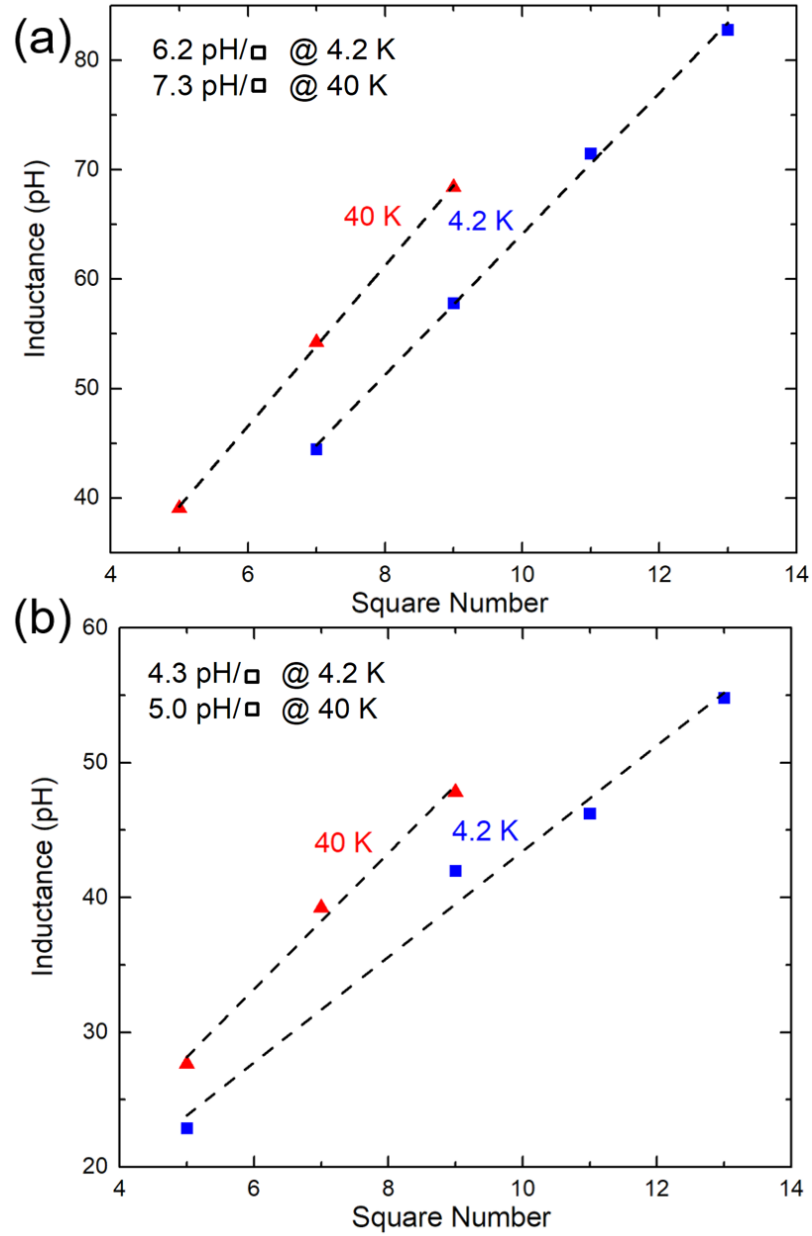 (a)
6.2 pH/□ @ 4.2 K
7.3 pH/□ @ 40 K
40 K
4.2 K
Inductance (pH)
80
70
60
50
40
4
6
8
10
12
14
Square Number
(b)
4.3 pH/□ @ 4.2 K
5.0 pH/□ @ 40 K
40 K
4.2 K
Inductance (pH)
60
50
40
30
20
4
6
8
10
12
14
Square Number